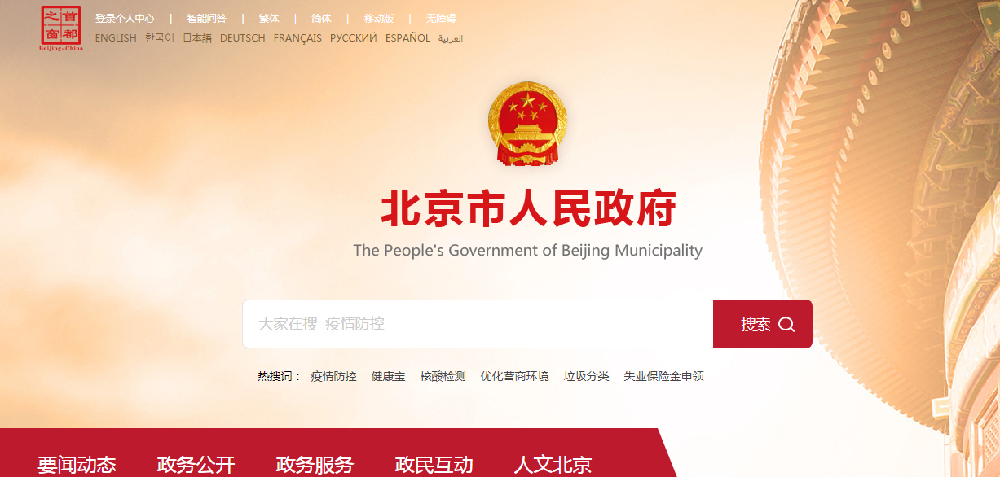 首都之窗
Beijing-China
登录个人中心 | 智能问答 | 繁体 | 简体 | 移动版 | 无障碍
ENGLISH 한국어 日本語 DEUTSCH FRANÇAIS РУССКИЙ ESPAÑOL العربية
北京市人民政府
The People's Government of Beijing Municipality
大家在搜 疫情防控
搜索
热搜词： 疫情防控 健康宝 核酸检测 优化营商环境 垃圾分类 失业保险金申领
要闻动态 政务公开 政务服务 政民互动 人文北京